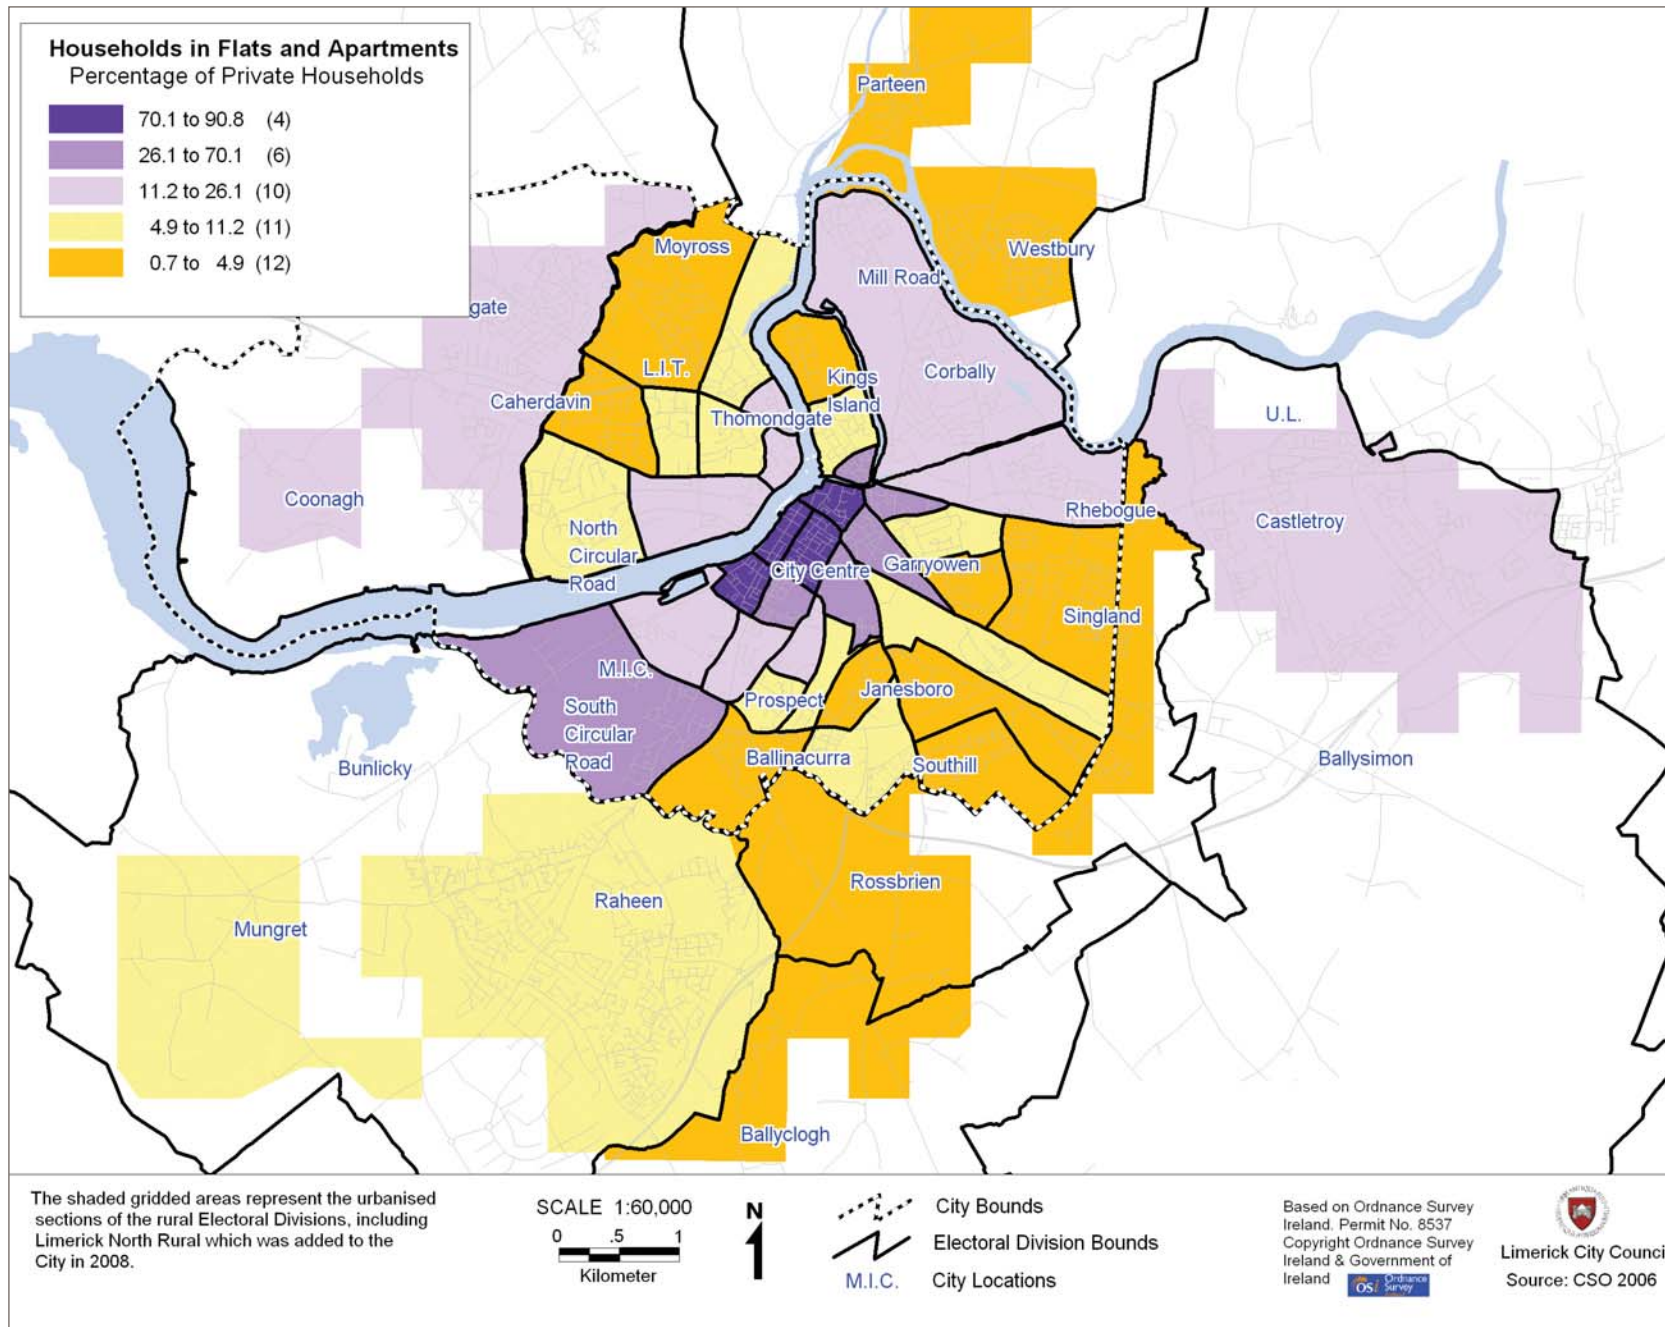 Households in Flats and Apartments
Percentage of Private Households
70.1 to 90.8 (4)
26.1 to 70.1 (6)
11.2 to 26.1 (10)
4.9 to 11.2 (11)
0.7 to 4.9 (12)
Parteen
Moyross
Westbury
Mill Road
gate
L.I.T.
Kings
Island
Corbally
Caherdavin
Thomondgate
U.L.
Coonagh
Rhebogue
Castletroy
North
Circular
Road
City Centre
Garryowen
Singland
M.I.C.
South
Circular
Road
Prospect
Janesboro
Ballinacurra
Southill
Ballysimon
Bunlicky
Rossbrien
Raheen
Mungret
Ballyclogh
The shaded gridded areas represent the urbanised
sections of the rural Electoral Divisions, including
Limerick North Rural which was added to the
City in 2008.
SCALE 1:60,000
0 .5 1
Kilometer
N
City Bounds
Electoral Division Bounds
M.I.C. City Locations
Based on Ordnance Survey
Ireland. Permit No. 8537
Copyright Ordnance Survey
Ireland & Government of
Ireland
OSi Ordnance
Survey
Limerick City Counci
Source: CSO 2006